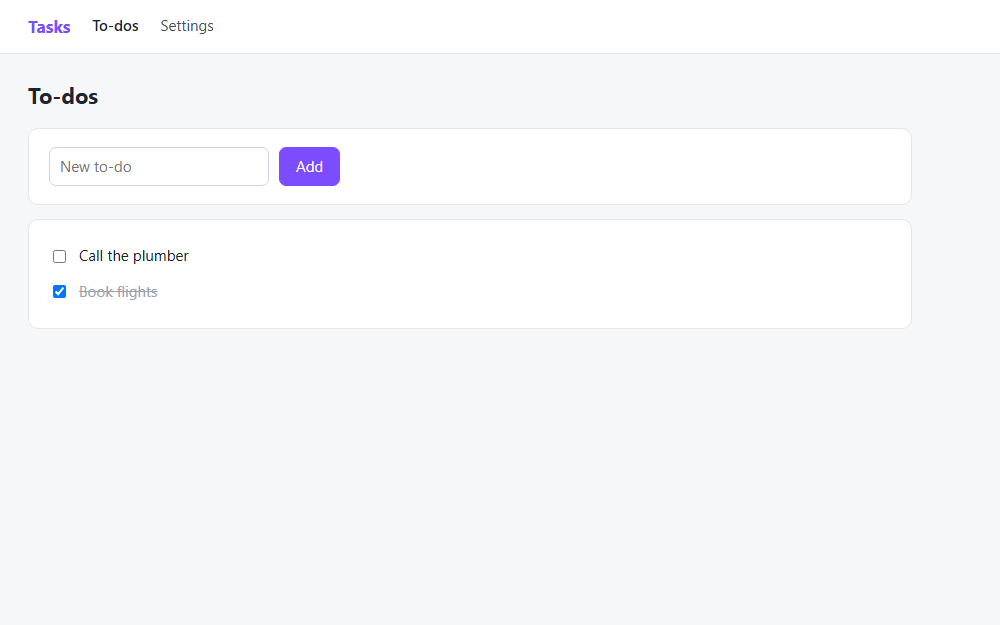 Tasks To-dos Settings
To-dos
New to-do Add
Call the plumber
Book flights